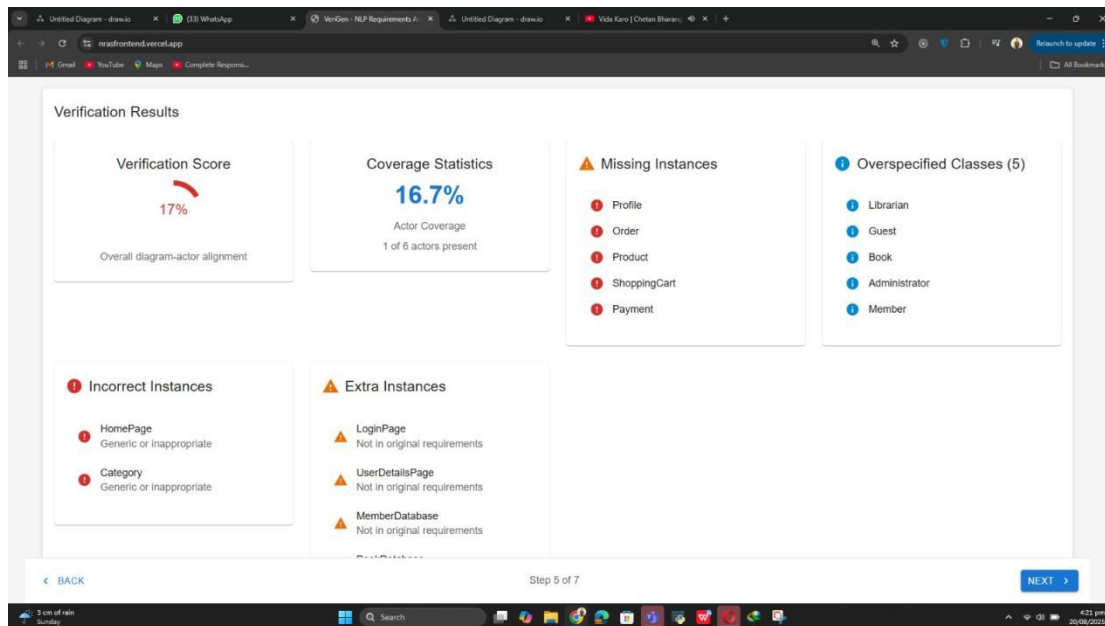 Untitled Diagram - draw.io
(33) WhatsApp
VeriGen - NLP Requirements A
Untitled Diagram - draw.io
Vida Karo | Chetan Bharang
nrasfrontend.vercel.app
Relaunch to update
Gmail
YouTube
Maps
Complete Responsi...
All Bookmark
Verification Results
Verification Score
17%
Overall diagram-actor alignment
Coverage Statistics
16.7%
Actor Coverage
1 of 6 actors present
Missing Instances
Profile
Order
Product
ShoppingCart
Payment
Overspecified Classes (5)
Librarian
Guest
Book
Administrator
Member
Incorrect Instances
HomePage
Generic or inappropriate
Category
Generic or inappropriate
Extra Instances
LoginPage
Not in original requirements
UserDetailsPage
Not in original requirements
MemberDatabase
Not in original requirements
BACK
Step 5 of 7
NEXT
3 cm of rain
Sunday
Search
4:21 pm
20/08/2025